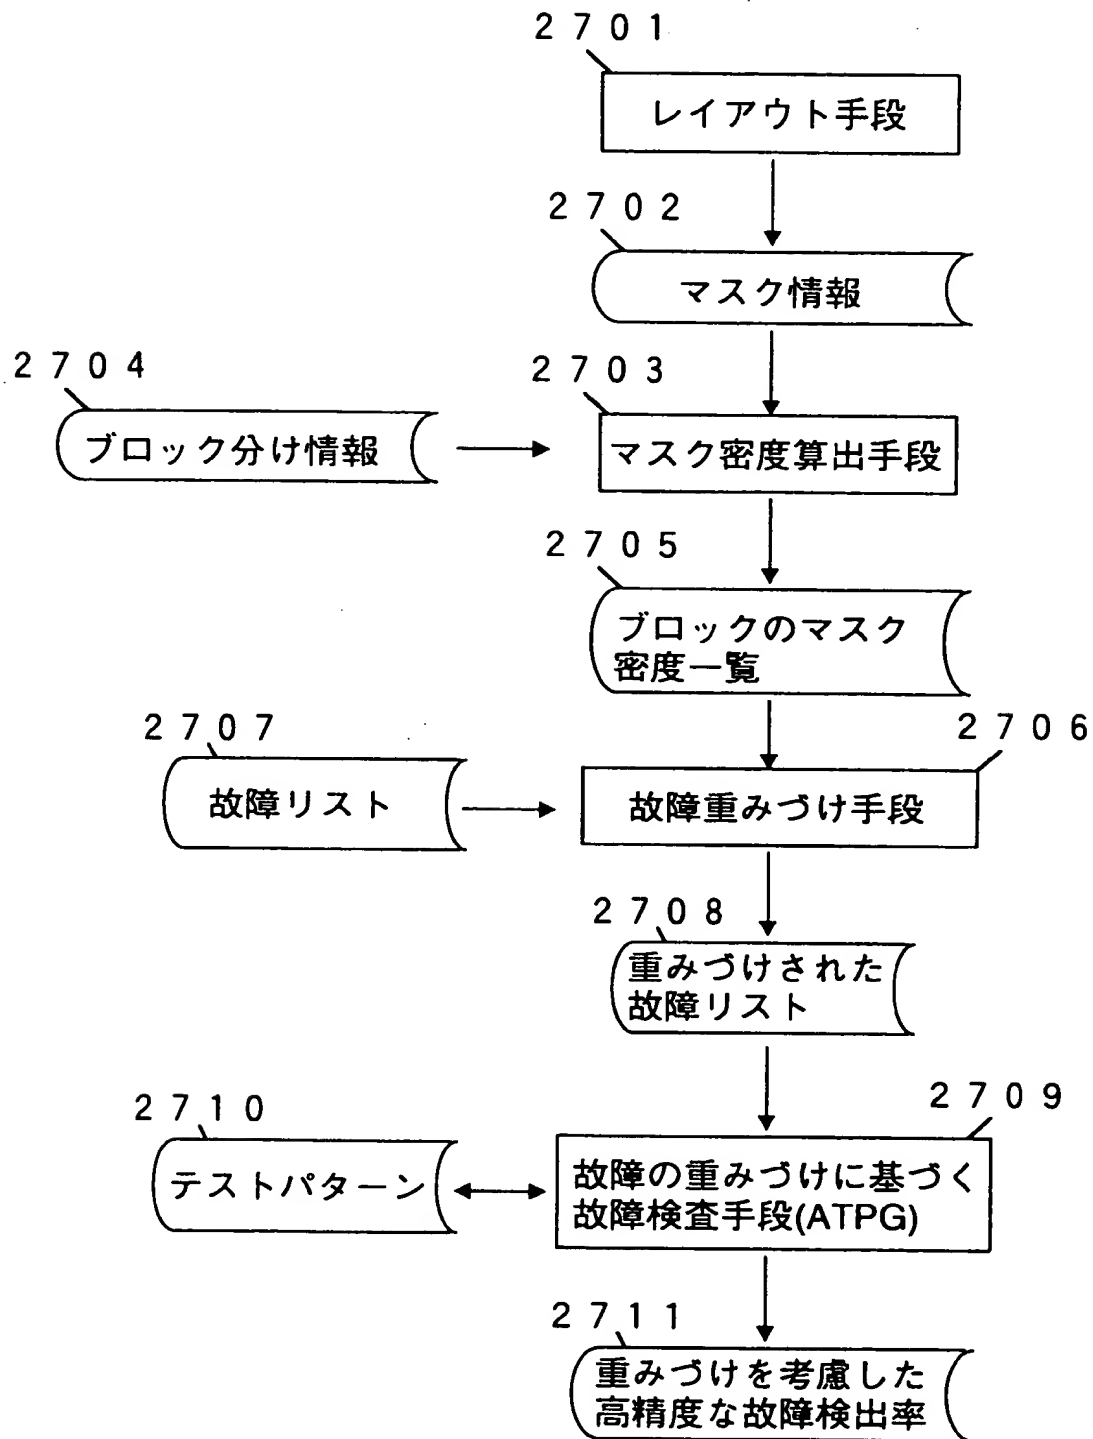 2701
レイアウト手段
2702
マスク情報
2704
ブロック分け情報
2703
マスク密度算出手段
2705
ブロックのマスク
密度一覧
2707
故障リスト
2706
故障重みづけ手段
2708
重みづけされた
故障リスト
2710
テストパターン
2709
故障の重みづけに基づく
故障検査手段(ATPG)
2711
重みづけを考慮した
高精度な故障検出率